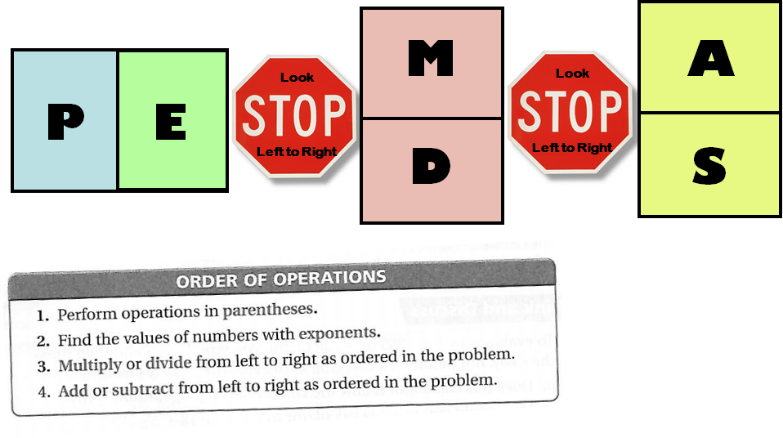 P
E
Look
STOP
Left to Right
M
D
Look
STOP
Left to Right
A
S
ORDER OF OPERATIONS
1. Perform operations in parentheses.
2. Find the values of numbers with exponents.
3. Multiply or divide from left to right as ordered in the problem.
4. Add or subtract from left to right as ordered in the problem.